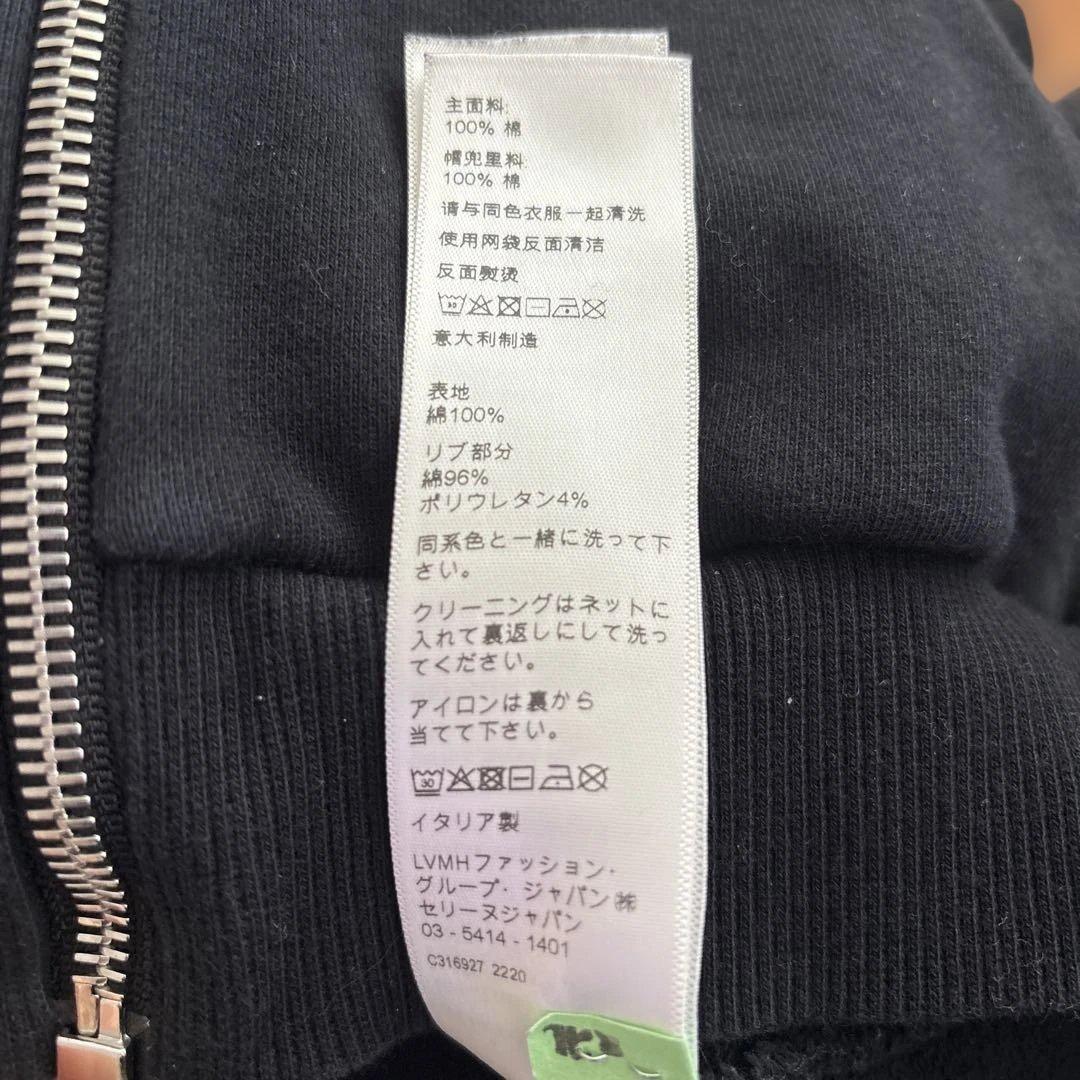 主面料:
100% 棉
帽兜里料:
100% 棉
请与同色衣服一起清洗
使用网袋反面清洁
反面熨烫
30
意大利制造
表地
綿100%
リブ部分
綿96%
ポリウレタン4%
同系色と一緒に洗って下
さい。
クリーニングはネットに
入れて裏返しにして洗っ
てください。
アイロンは裏から
当てて下さい。
30
イタリア製
LVMHファッション・
グループ・ジャパン㈱
セリーヌジャパン
03 - 5414 - 1401
C316927 2220